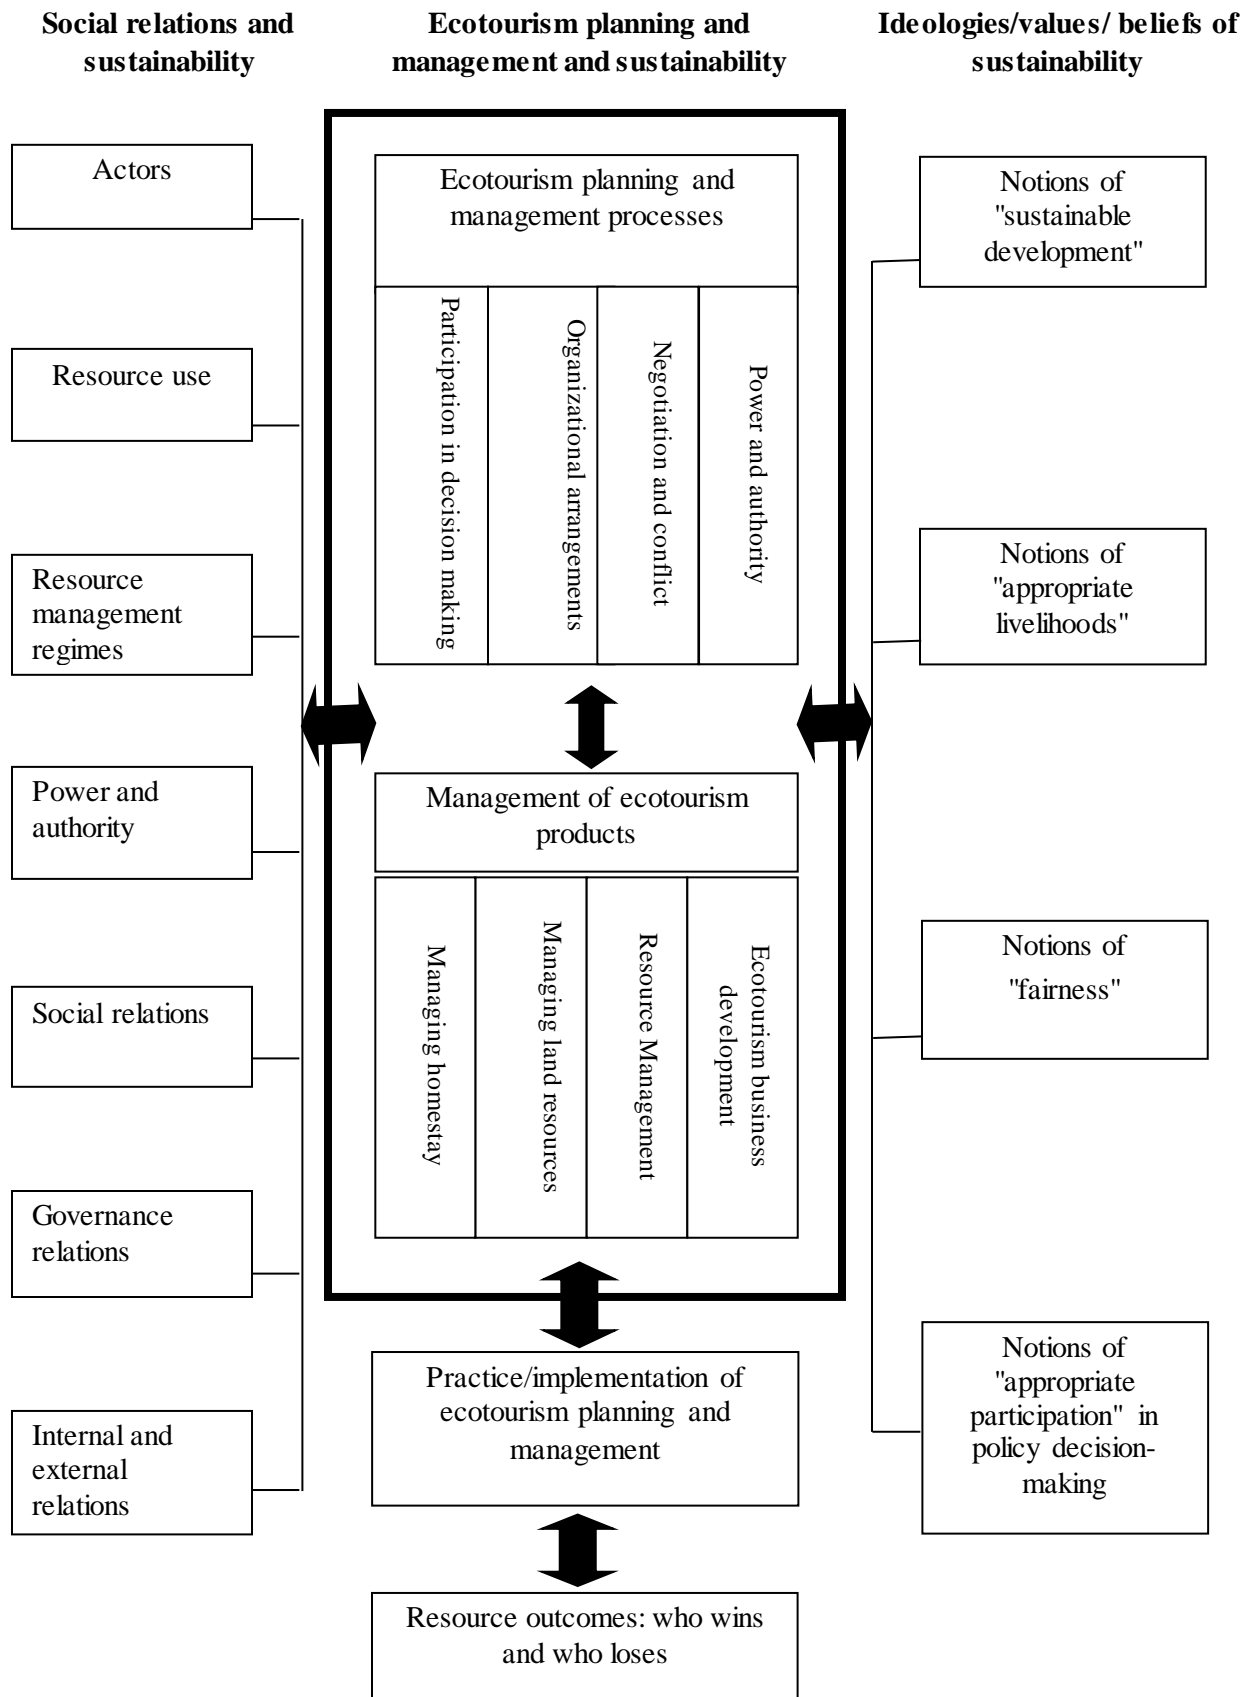 Social relations and
sustainability
Actors
Resource use
Resource
management
regimes
Power and
authority
Social relations
Governance
relations
Internal and
external
relations
Ecotourism planning and
management and sustainability
Ecotourism planning and
management processes
Participation in decision making
Organizational arrangements
Negotiation and conflict
Power and authority
Management of ecotourism
products
Managing homestay
Managing land resources
Resource Management
Ecotourism business
development
Practice/implementation of
ecotourism planning and
management
Resource outcomes: who wins
and who loses
Ideologies/values/ beliefs of
sustainability
Notions of
"sustainable
development"
Notions of
"appropriate
livelihoods"
Notions of
"fairness"
Notions of
"appropriate
participation" in
policy decision-
making